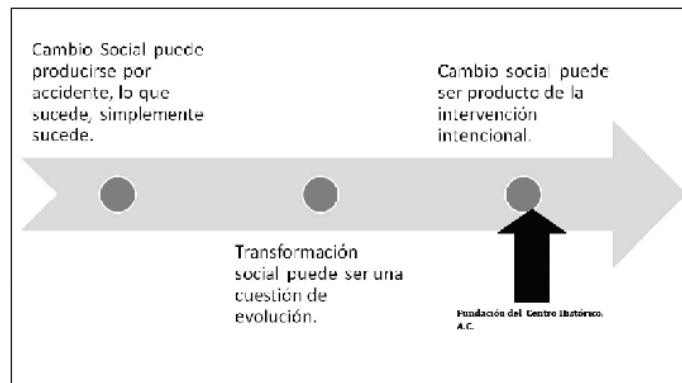 Cambio Social puede
producirse por
accidente, lo que
sucede, simplemente
sucede.
Transformación
social puede ser una
cuestión de
evolución.
Cambio social puede
ser producto de la
intervención
intencional.
Fundación del Centro Histórico.
A.C.